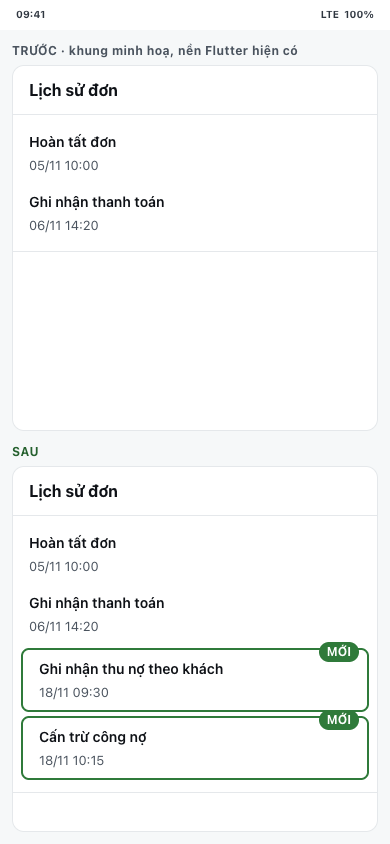 09:41
LTE 100%
TRƯỚC · khung minh hoạ, nền Flutter hiện có
Lịch sử đơn
Hoàn tất đơn
05/11 10:00
Ghi nhận thanh toán
06/11 14:20
SAU
Lịch sử đơn
Hoàn tất đơn
05/11 10:00
Ghi nhận thanh toán
06/11 14:20
MỚI
Ghi nhận thu nợ theo khách
18/11 09:30
MỚI
Cấn trừ công nợ
18/11 10:15